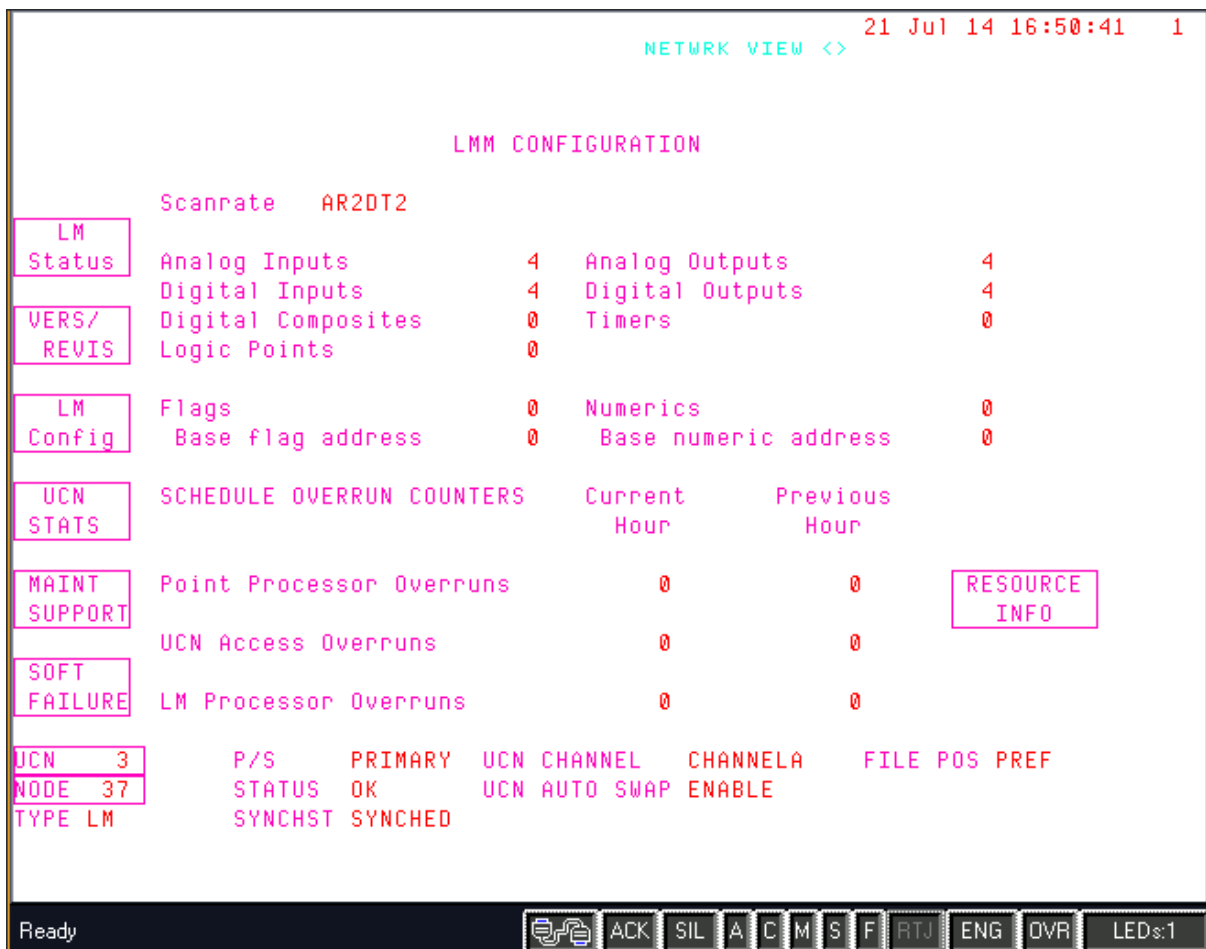 21 Jul 14 16:50:41 1
NETWRK VIEW <>
LMM CONFIGURATION
Scanrate AR2DT2
LM
Status
Analog Inputs 4 Analog Outputs 4
Digital Inputs 4 Digital Outputs 4
VERS/
REVIS
Digital Composites 0 Timers 0
Logic Points 0
LM
Config
Flags 0 Numerics 0
Base flag address 0 Base numeric address 0
UCN
STATS
SCHEDULE OVERRUN COUNTERS Current Previous
Hour Hour
MAINT
SUPPORT
Point Processor Overruns 0 0
RESOURCE
INFO
UCN Access Overruns 0 0
SOFT
FAILURE
LM Processor Overruns 0 0
UCN 3 P/S PRIMARY UCN CHANNEL CHANNELA FILE POS PREF
NODE 37 STATUS OK UCN AUTO SWAP ENABLE
TYPE LM SYNCHST SYNCHED
Ready ACK SIL A C M S F RTJ ENG OVR LEDs:1